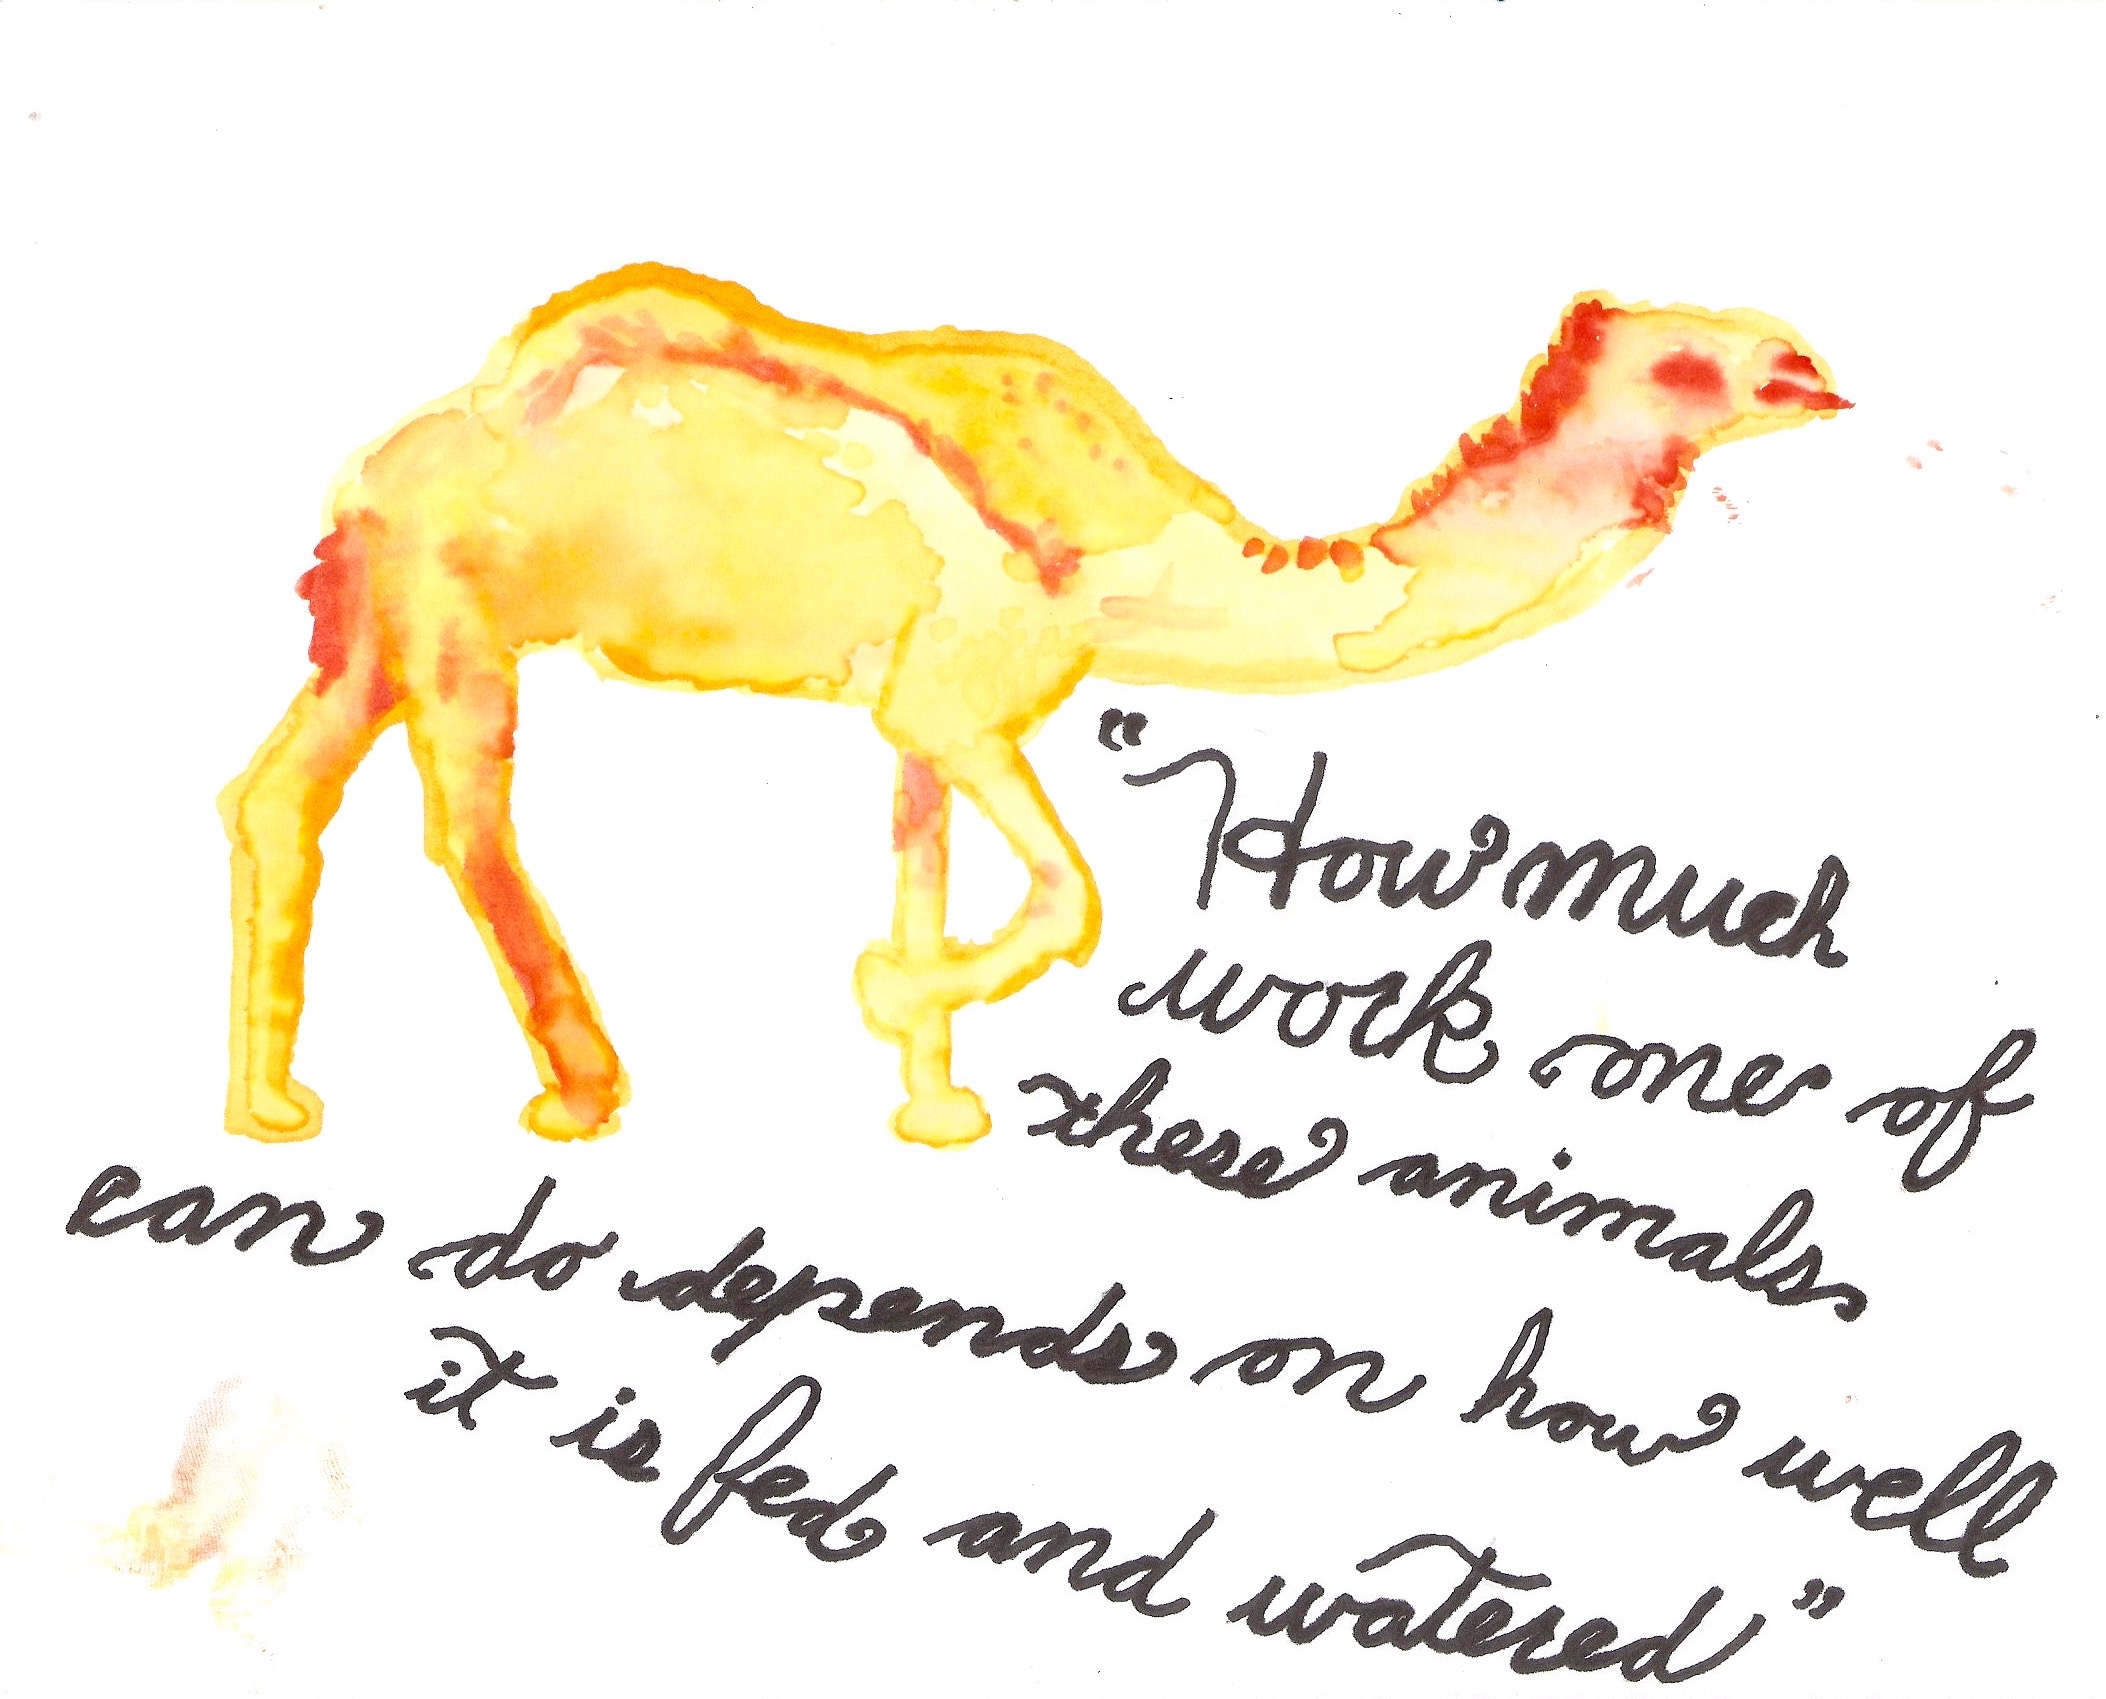 "How much
work one of
these animals
can do depends on how well
it is fed and watered"